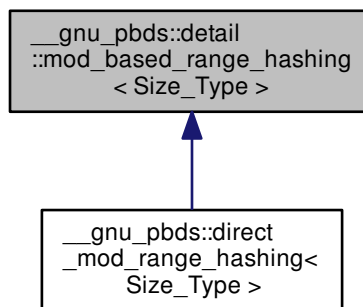 __gnu_pbds::detail
::mod_based_range_hashing
< Size_Type >
__gnu_pbds::direct
_mod_range_hashing<
Size_Type >